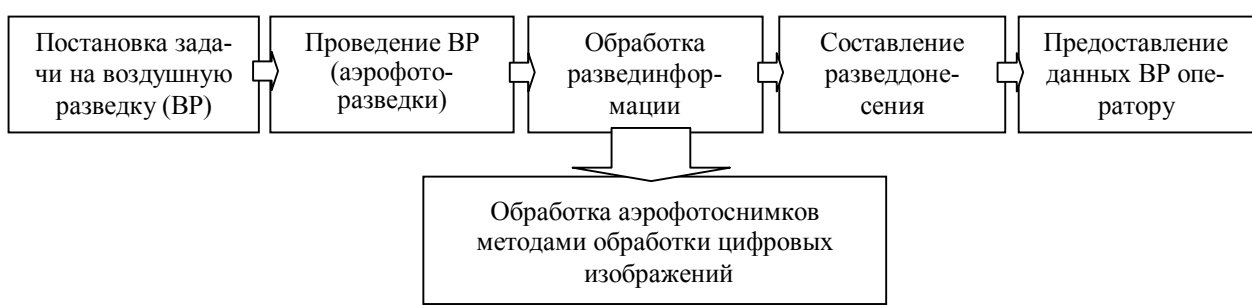 Постановка зада-
чи на воздушную
разведку (ВР)
Проведение ВР
(аэрофото-
разведки)
Обработка
развединфор-
мации
Составление
разведдоне-
сения
Предоставление
данных ВР опе-
ратору
Обработка аэрофотоснимков
методами обработки цифровых
изображений